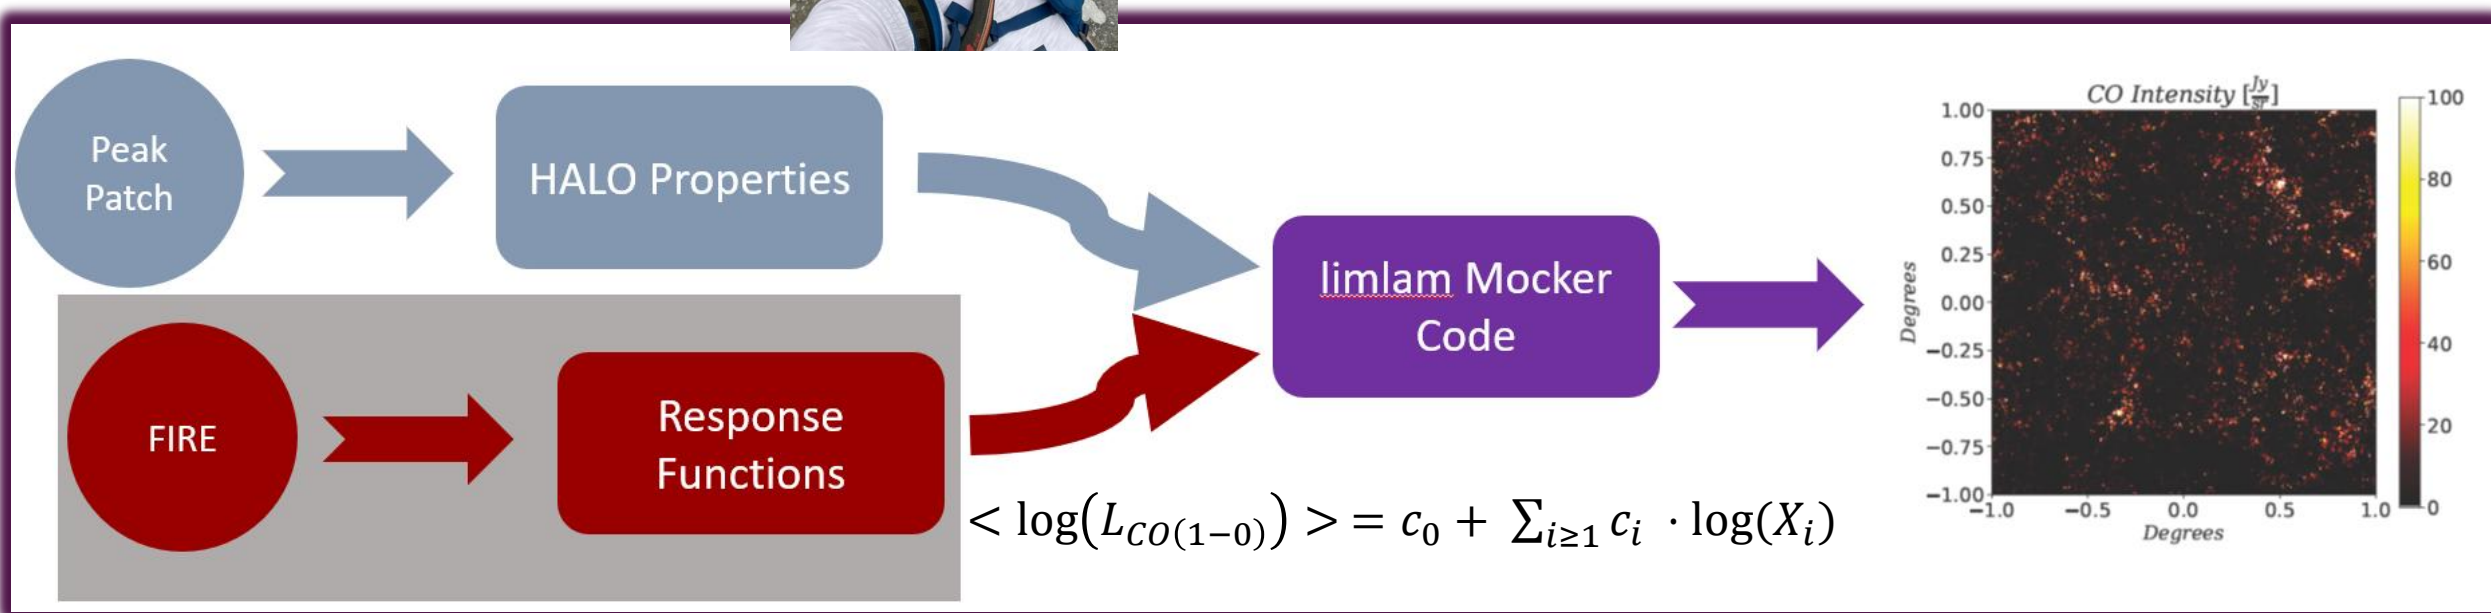 Peak
Patch
HALO Properties
FIRE
Response
Functions
limlam Mocker
Code
< log(L_{CO(1−0)}) > = c_0 + ∑_{i≥1} c_i · log(X_i)
CO Intensity [Jy/sr]
1.00
0.75
0.50
0.25
0.00
−0.25
−0.50
−0.75
−1.00
Degrees
−1.0 −0.5 0.0 0.5 1.0
Degrees
100
80
60
40
20
0